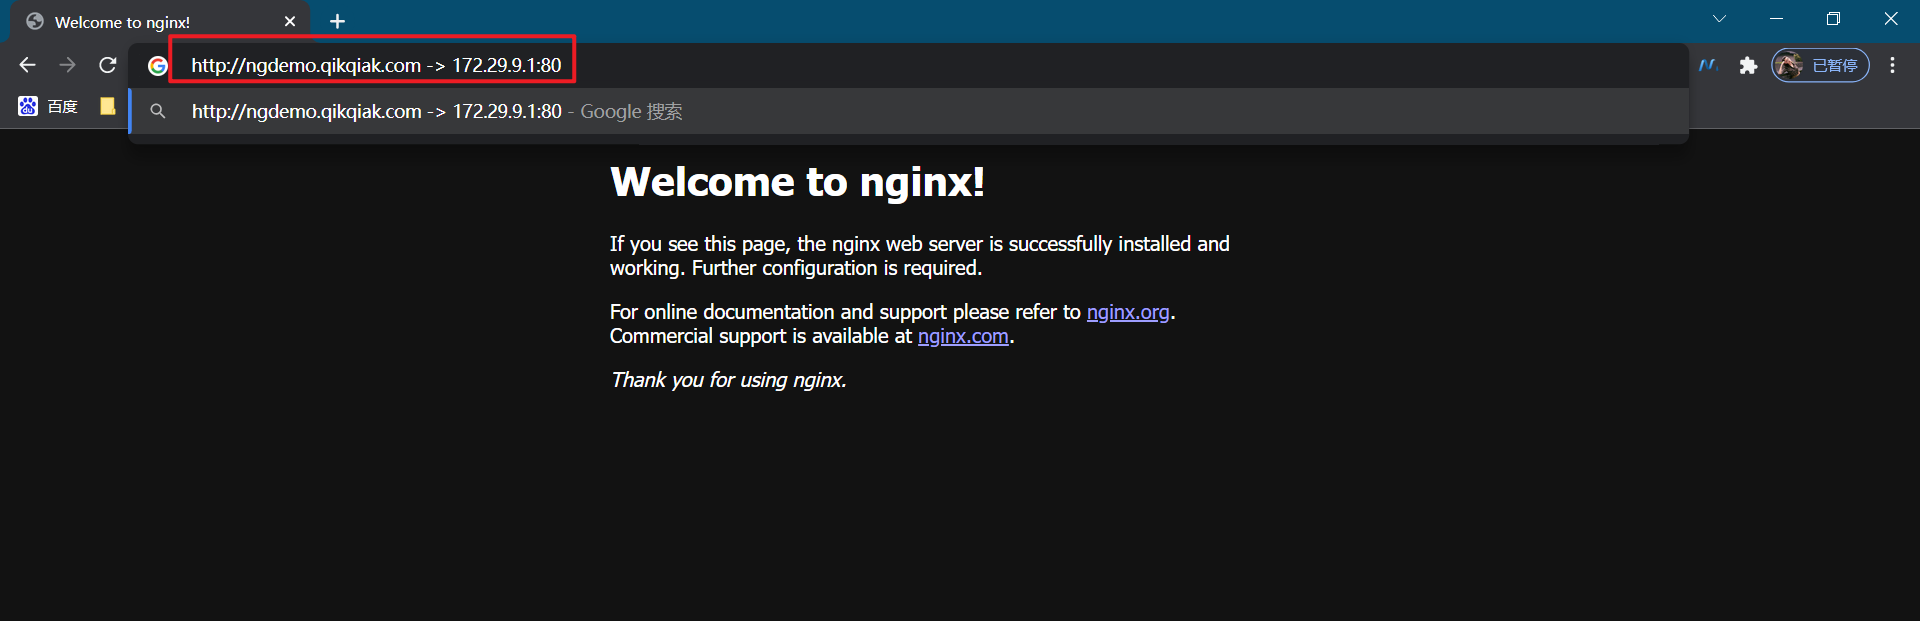 Welcome to nginx!
http://ngdemo.qikqiak.com -> 172.29.9.1:80
已暂停
百度
http://ngdemo.qikqiak.com -> 172.29.9.1:80 - Google 搜索
Welcome to nginx!
If you see this page, the nginx web server is successfully installed and
working. Further configuration is required.
For online documentation and support please refer to nginx.org.
Commercial support is available at nginx.com.
Thank you for using nginx.